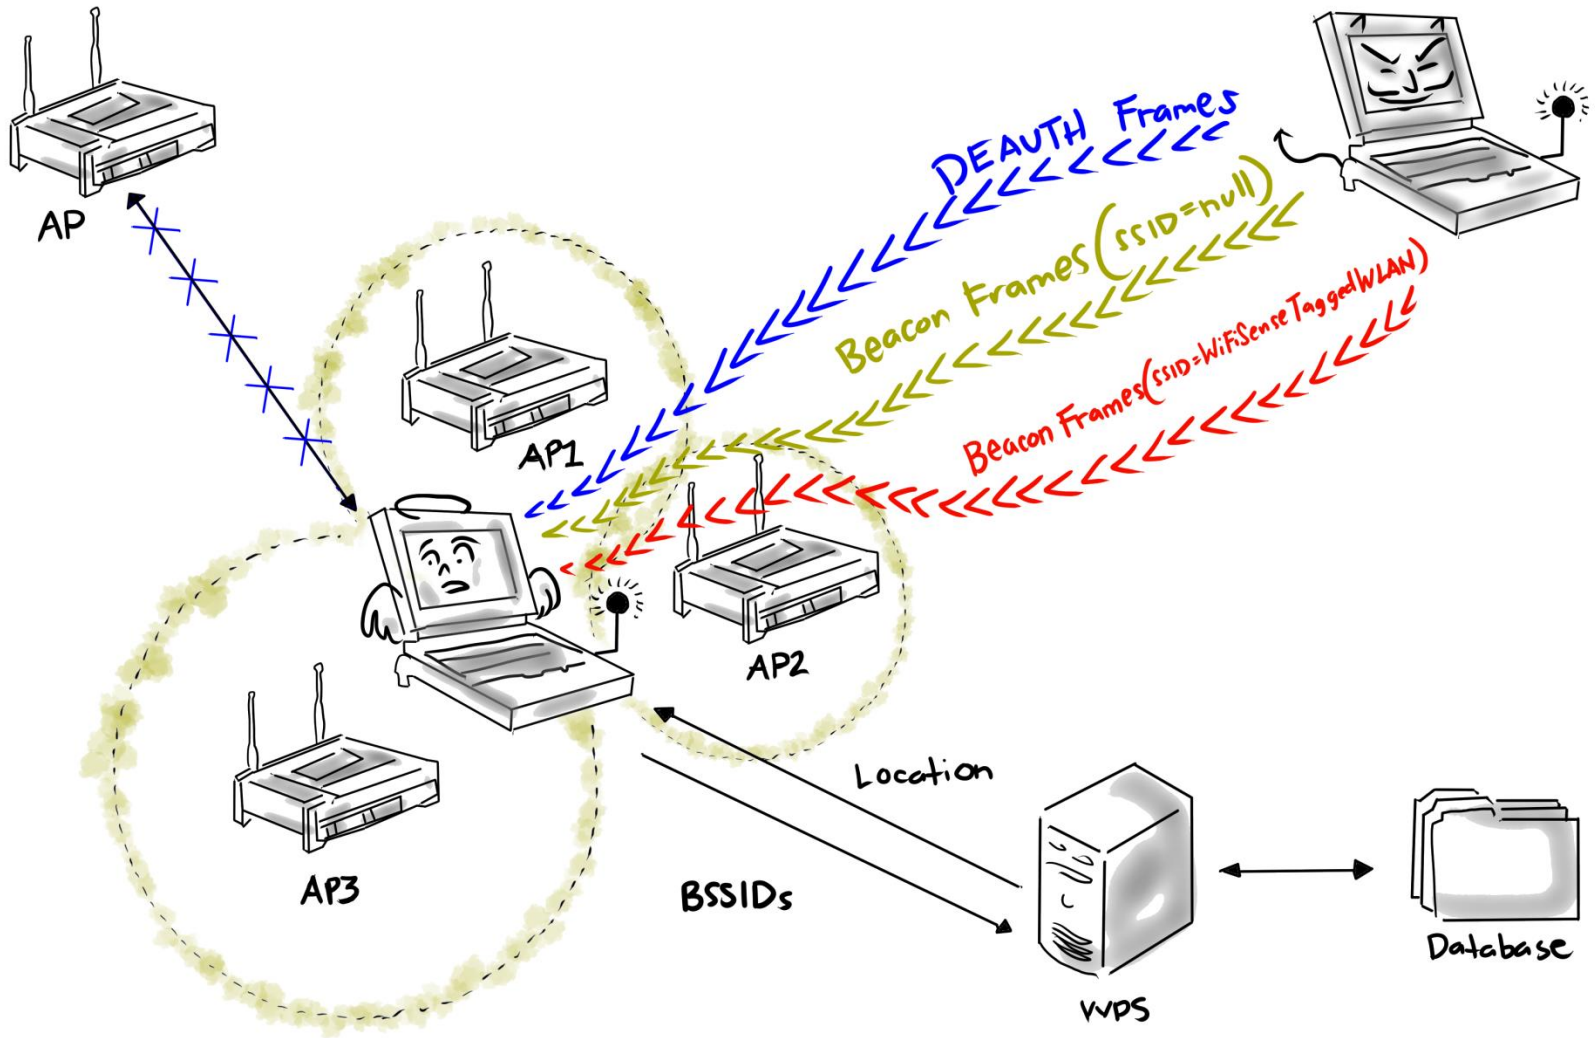 DEAUTH Frames
AP
Beacon Frames(SSID=null)
Beacon Frames(SSID=WiFiSenseTaggedWLAN)
AP1
AP2
Location
AP3
BSSIDs
Database
WPS